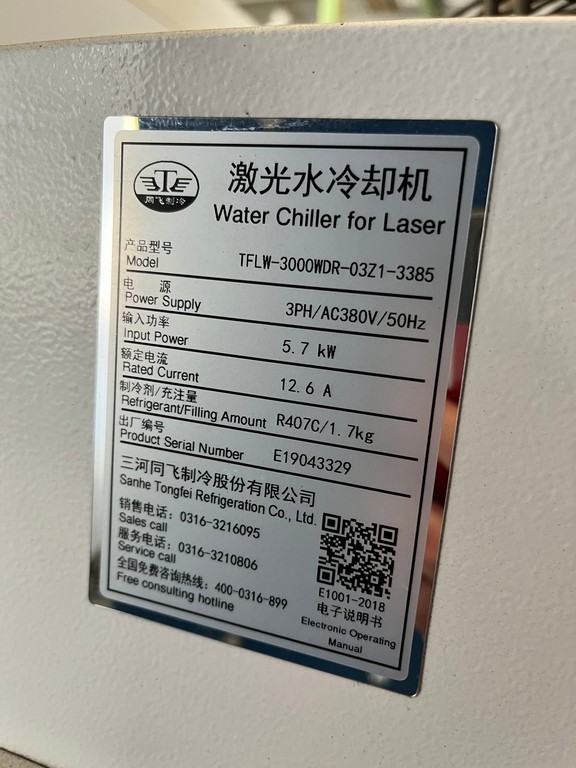 同飞制冷
激光水冷却机
Water Chiller for Laser
产品型号
Model
TFLW-3000WDR-03Z1-3385
电 源
Power Supply
3PH/AC380V/50Hz
输入功率
Input Power
5.7 kW
额定电流
Rated Current
12.6 A
制冷剂/充注量
Refrigerant/Filling Amount
R407C/1.7kg
出厂编号
Product Serial Number
E19043329
三河同飞制冷股份有限公司
Sanhe Tongfei Refrigeration Co., Ltd.
销售电话: 0316-3216095
Sales call
服务电话: 0316-3210806
Service call
全国免费咨询热线: 400-0316-899
Free consulting hotline
E1001-2018
电子说明书
Electronic Operating
Manual